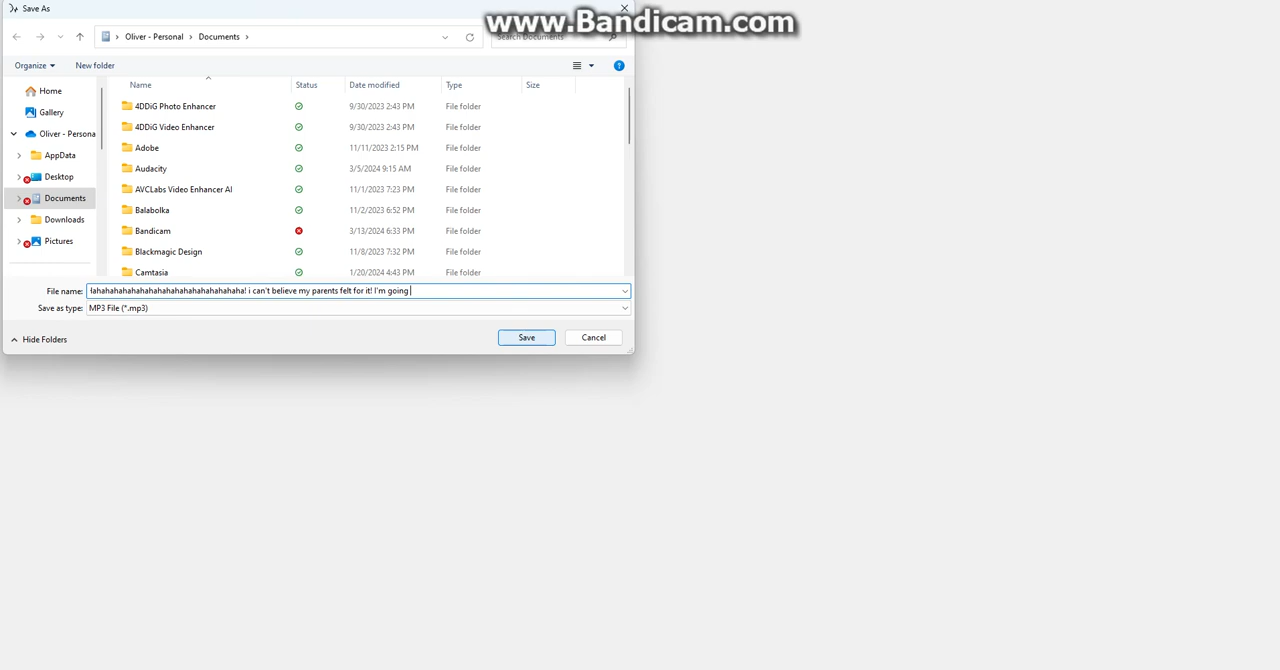 Save As
www.Bandicam.com
Oliver - Personal > Documents >
Search Documents
Organize New folder
Name Status Date modified Type Size
Home
Gallery
Oliver - Persona
AppData
Desktop
Documents
Downloads
Pictures
4DDiG Photo Enhancer 9/30/2023 2:43 PM File folder
4DDiG Video Enhancer 9/30/2023 2:43 PM File folder
Adobe 11/11/2023 2:15 PM File folder
Audacity 3/5/2024 9:15 AM File folder
AVCLabs Video Enhancer AI 11/1/2023 7:23 PM File folder
Balabolka 11/2/2023 6:52 PM File folder
Bandicam 3/13/2024 6:33 PM File folder
Blackmagic Design 11/8/2023 7:32 PM File folder
Camtasia 1/20/2024 4:43 PM File folder
File name: hahahahahahahahahahahahahahahahahaha! i can't believe my parents felt for it! I'm going
Save as type: MP3 File (*.mp3)
Hide Folders Save Cancel